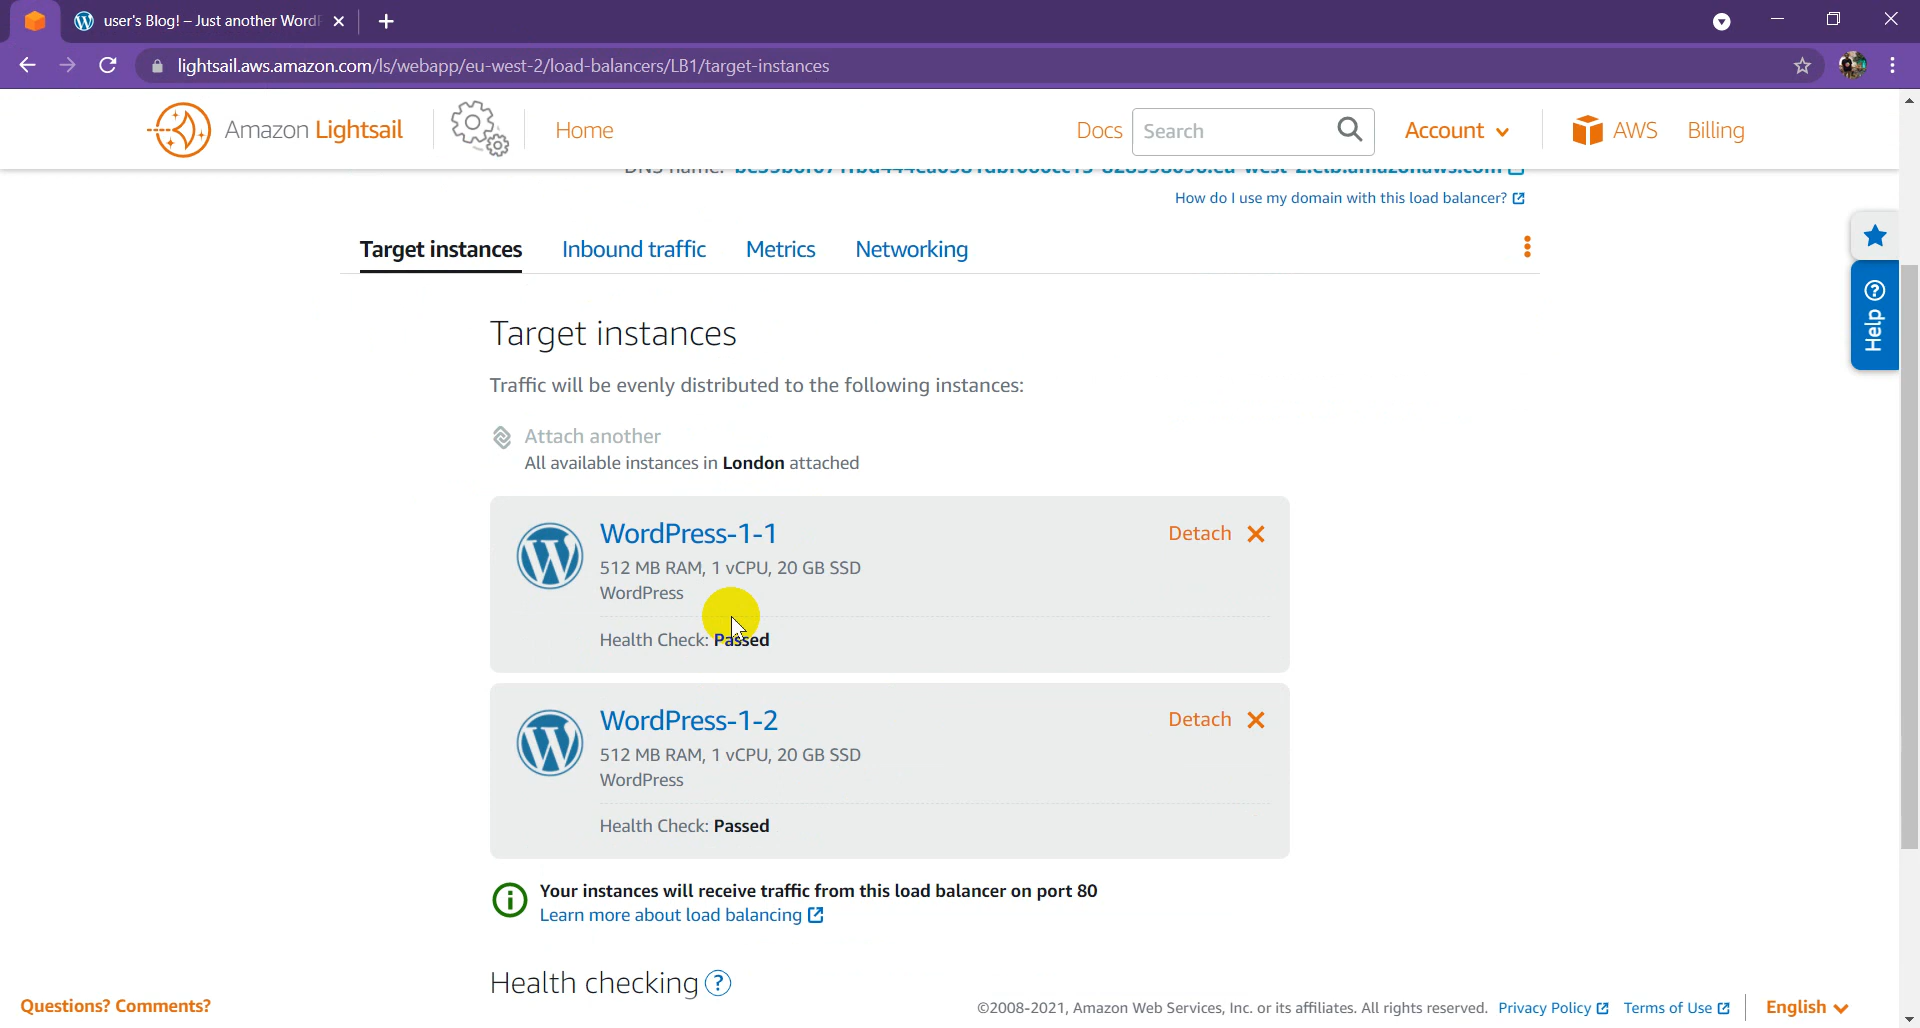 user's Blog! – Just another Word
lightsail.aws.amazon.com/ls/webapp/eu-west-2/load-balancers/LB1/target-instances
Amazon Lightsail
Home
Docs
Search
Account
AWS
Billing
How do I use my domain with this load balancer?
Target instances
Inbound traffic
Metrics
Networking
Help
Target instances
Traffic will be evenly distributed to the following instances:
Attach another
All available instances in London attached
WordPress-1-1
Detach
512 MB RAM, 1 vCPU, 20 GB SSD
WordPress
Health Check: Passed
WordPress-1-2
Detach
512 MB RAM, 1 vCPU, 20 GB SSD
WordPress
Health Check: Passed
Your instances will receive traffic from this load balancer on port 80
Learn more about load balancing
Health checking
Questions? Comments?
©2008-2021, Amazon Web Services, Inc. or its affiliates. All rights reserved.
Privacy Policy
Terms of Use
English